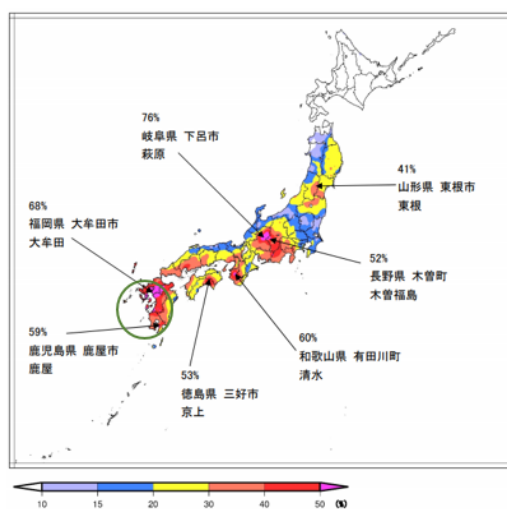 76%
岐阜県 下呂市
萩原
41%
山形県 東根市
東根
68%
福岡県 大牟田市
大牟田
52%
長野県 木曽町
木曽福島
59%
鹿児島県 鹿屋市
鹿屋
60%
和歌山県 有田川町
清水
53%
徳島県 三好市
京上
10 15 20 30 40 50 (%)